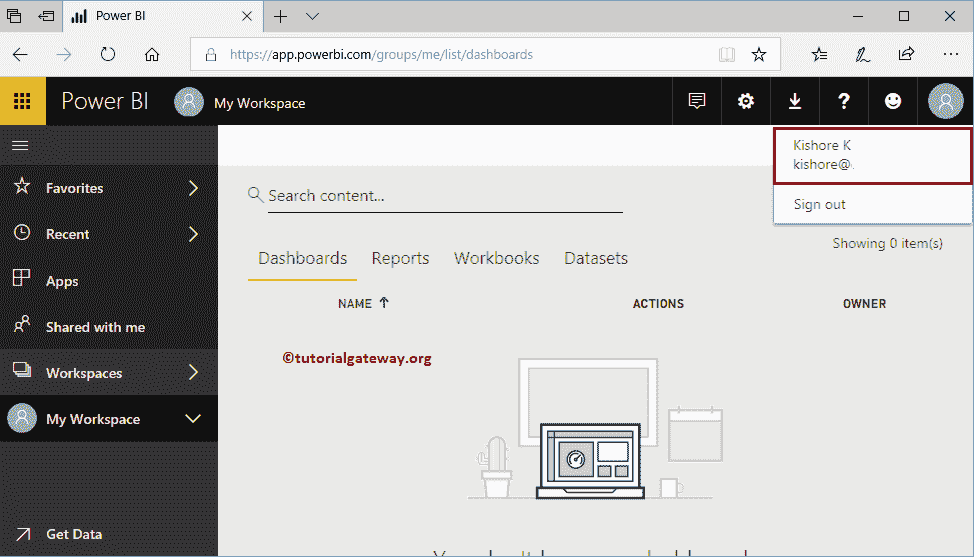 Power BI
https://app.powerbi.com/groups/me/list/dashboards
Power BI My Workspace
Kishore K
kishore@
Sign out
Favorites
Recent
Apps
Shared with me
Workspaces
My Workspace
Get Data
Search content...
Showing 0 item(s)
Dashboards Reports Workbooks Datasets
NAME ACTIONS OWNER
©tutorialgateway.org